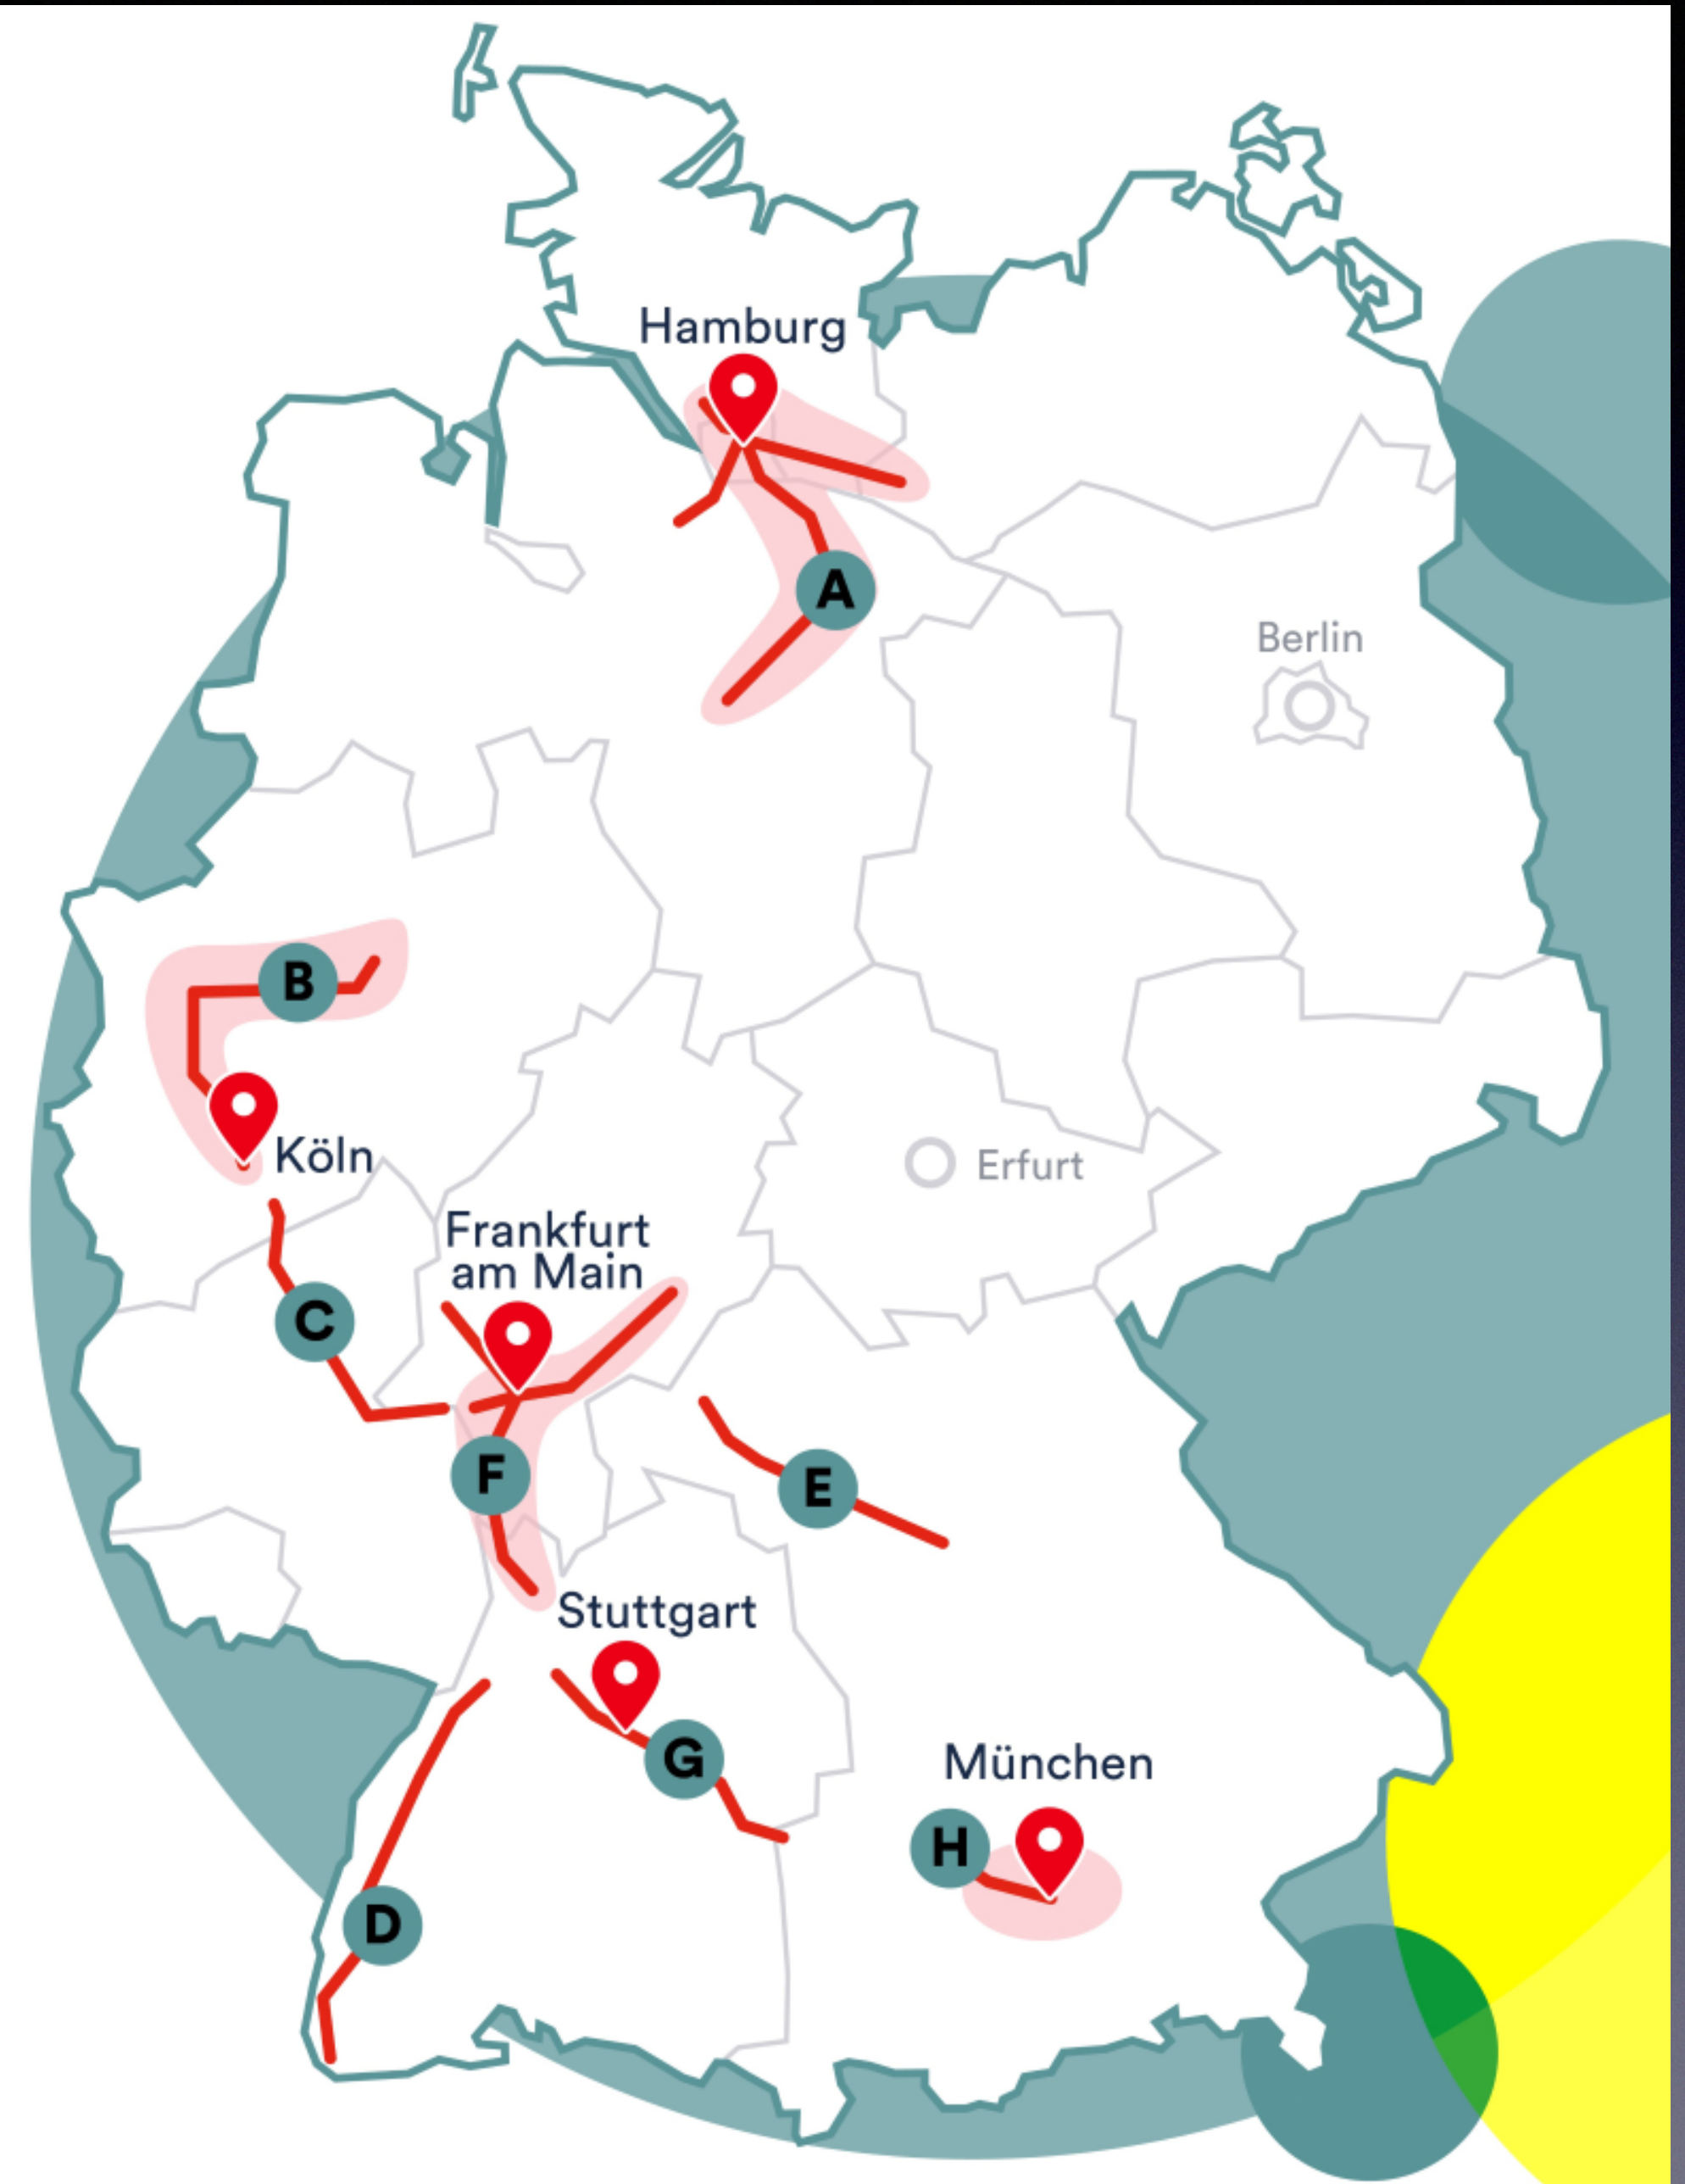 Hamburg
A
Berlin
B
Köln
Erfurt
Frankfurt
am Main
C
F
E
Stuttgart
G
München
H
D